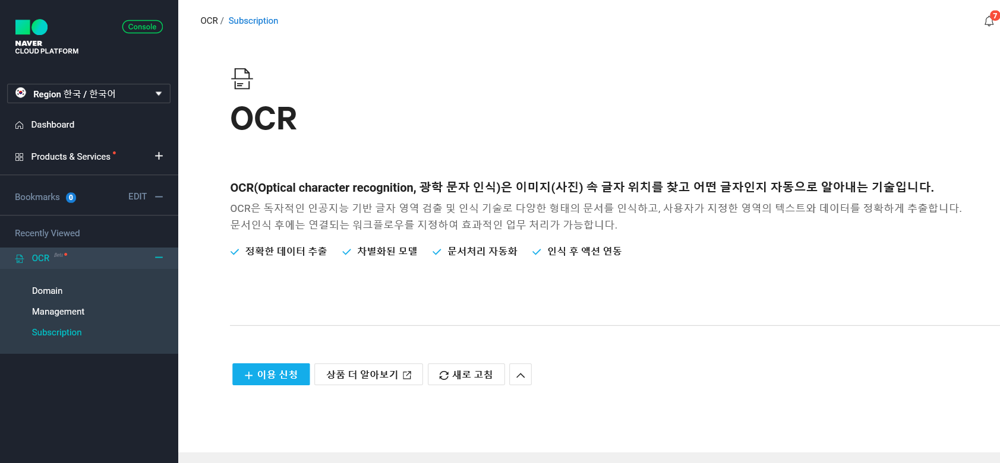 NAVER
CLOUD PLATFORM
Console
Region 한국 / 한국어
Dashboard
Products & Services
Bookmarks 0 EDIT
Recently Viewed
OCR Beta
Domain
Management
Subscription
OCR / Subscription
7
OCR
OCR(Optical character recognition, 광학 문자 인식)은 이미지(사진) 속 글자 위치를 찾고 어떤 글자인지 자동으로 알아내는 기술입니다.
OCR은 독자적인 인공지능 기반 글자 영역 검출 및 인식 기술로 다양한 형태의 문서를 인식하고, 사용자가 지정한 영역의 텍스트와 데이터를 정확하게 추출합니다.
문서인식 후에는 연결되는 워크플로우를 지정하여 효과적인 업무 처리가 가능합니다.
정확한 데이터 추출 차별화된 모델 문서처리 자동화 인식 후 액션 연동
이용 신청 상품 더 알아보기 새로 고침